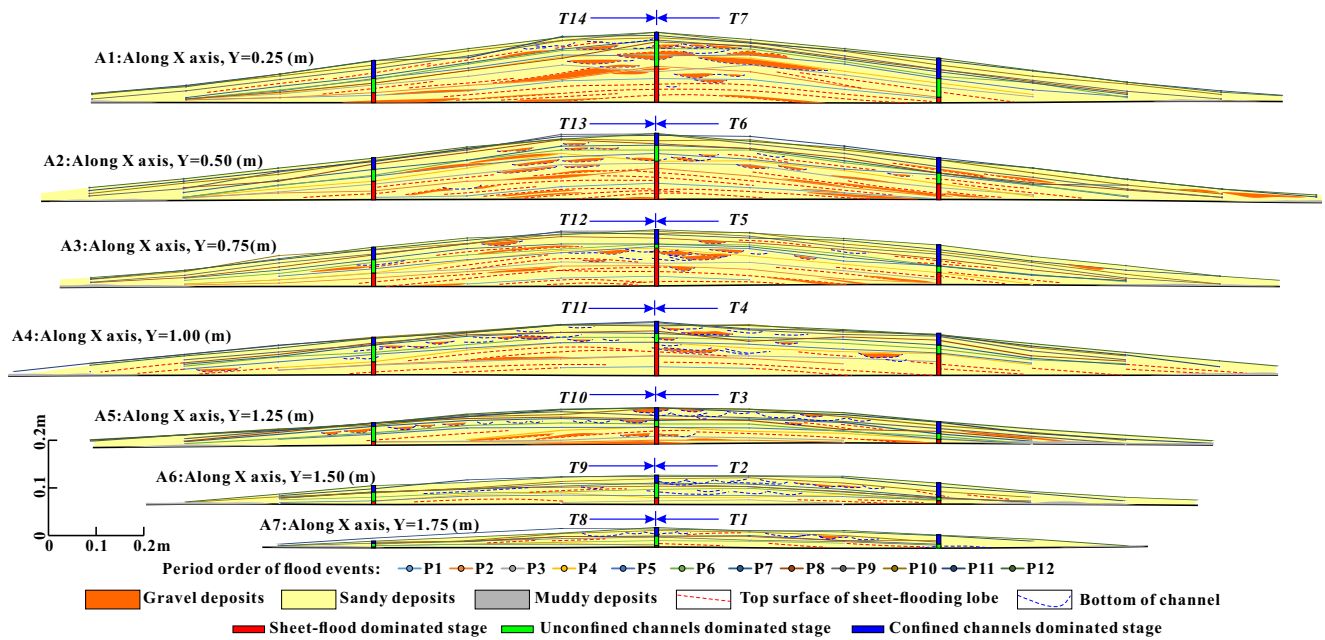 T14 T7
A1:Along X axis, Y=0.25 (m)
T13 T6
A2:Along X axis, Y=0.50 (m)
T12 T5
A3:Along X axis, Y=0.75(m)
T11 T4
A4:Along X axis, Y=1.00 (m)
T10 T3
A5:Along X axis, Y=1.25 (m)
0.2m
T9 T2
A6:Along X axis, Y=1.50 (m)
0.1
T8 T1
A7:Along X axis, Y=1.75 (m)
0
0 0.1 0.2m
Period order of flood events: P1 P2 P3 P4 P5 P6 P7 P8 P9 P10 P11 P12
Gravel deposits Sandy deposits Muddy deposits Top surface of sheet-flooding lobe Bottom of channel
Sheet-flood dominated stage Unconfined channels dominated stage Confined channels dominated stage